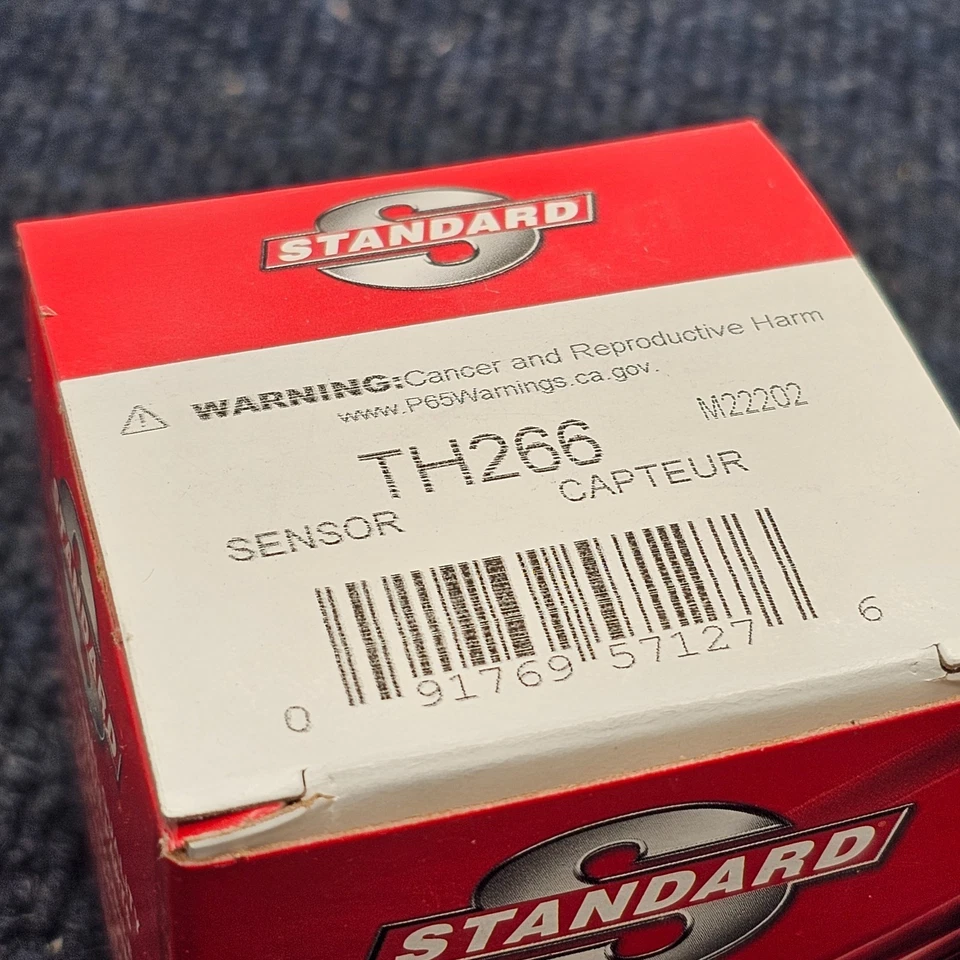 STANDARD
WARNING:Cancer and Reproductive Harm
www.P65Warnings.ca.gov.
M22202
TH266
SENSOR CAPTEUR
0 91769 57127 6
STANDARD